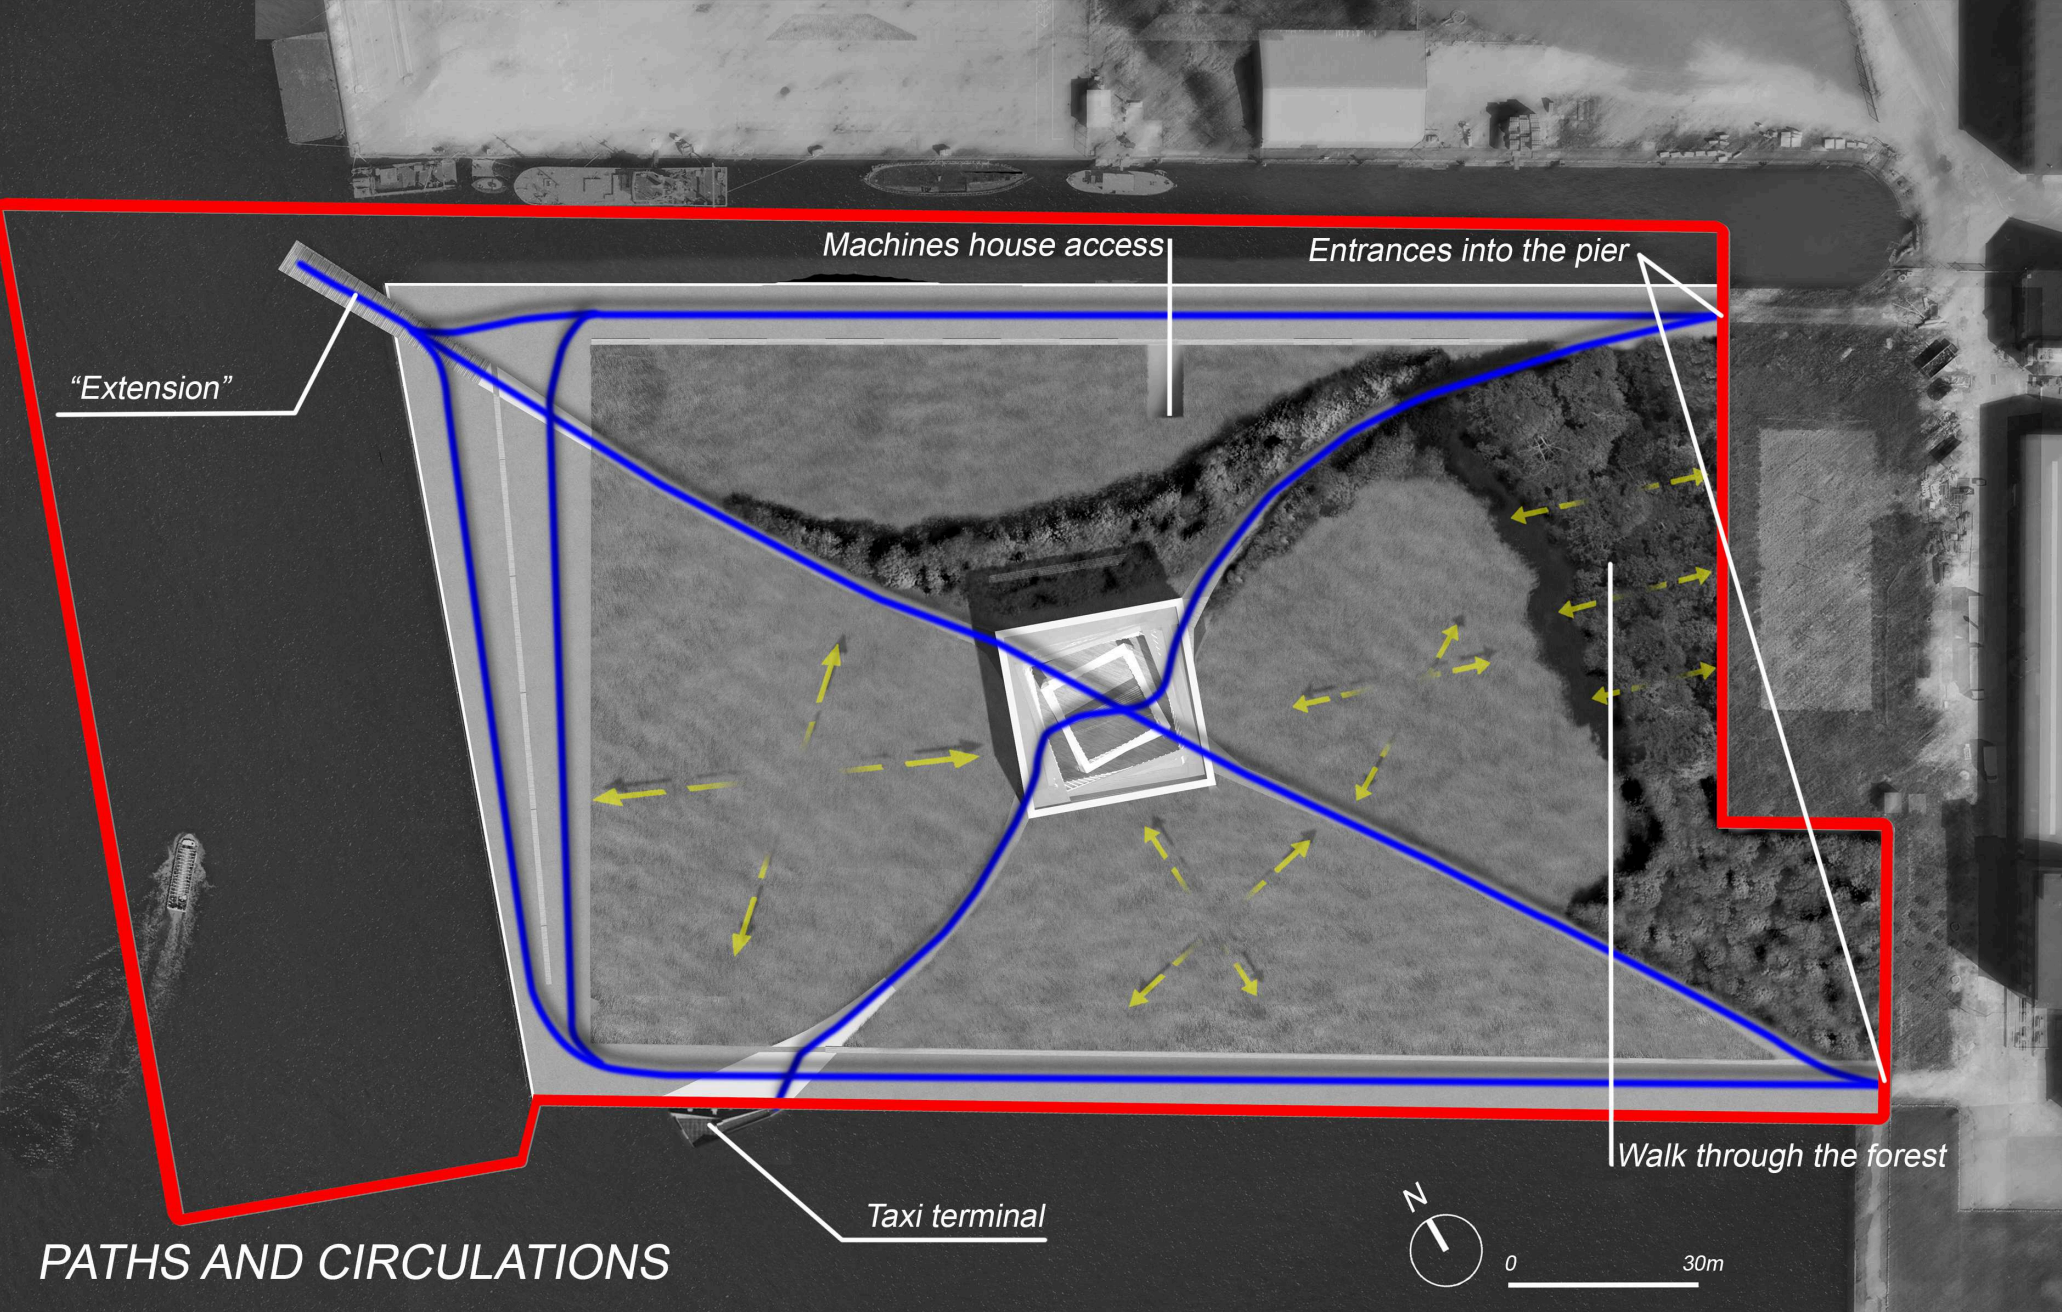 Machines house access
Entrances into the pier
“Extension”
Walk through the forest
Taxi terminal
N
0 30m
PATHS AND CIRCULATIONS